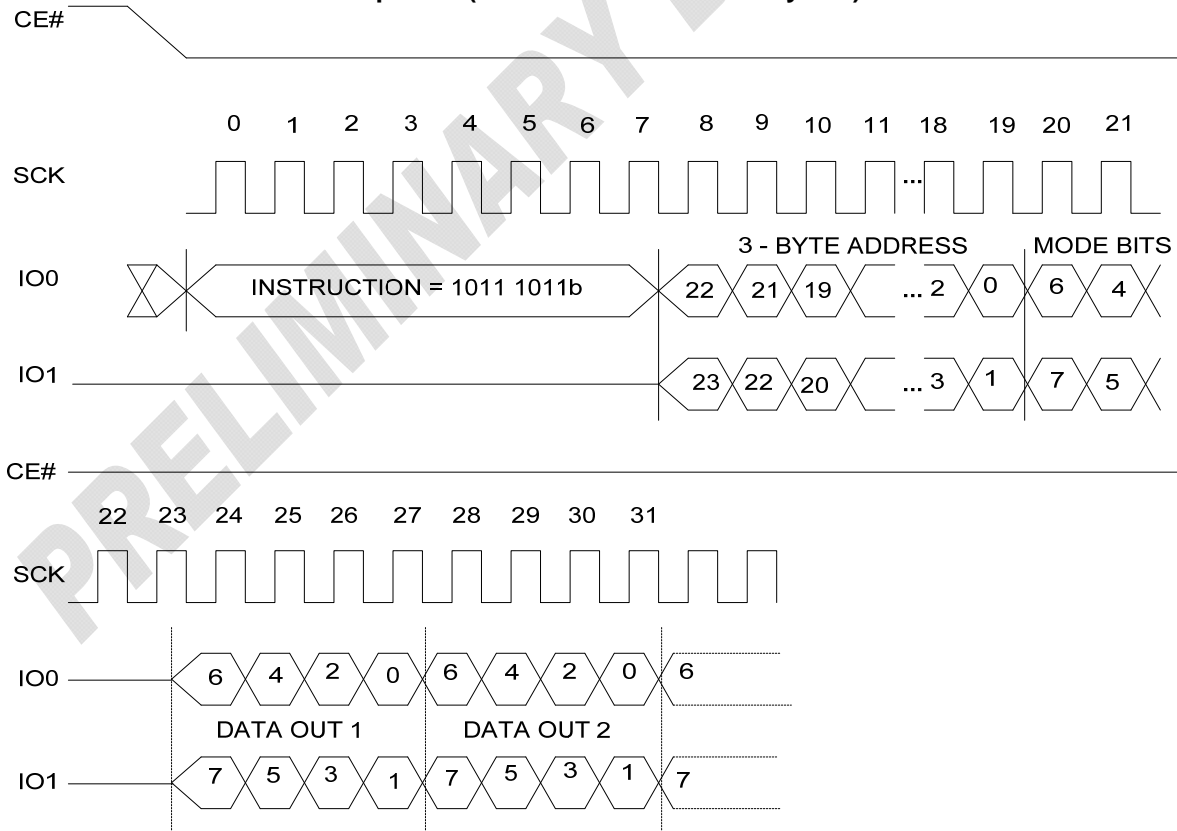 CE#
0 1 2 3 4 5 6 7 8 9 10 11 18 19 20 21
SCK ...
3 - BYTE ADDRESS MODE BITS
IO0 INSTRUCTION = 1011 1011b 22 21 19 ... 2 0 6 4
IO1 23 22 20 ... 3 1 7 5
CE#
22 23 24 25 26 27 28 29 30 31
SCK
IO0 6 4 2 0 6 4 2 0 6
DATA OUT 1 DATA OUT 2
IO1 7 5 3 1 7 5 3 1 7
PRELIMINARY